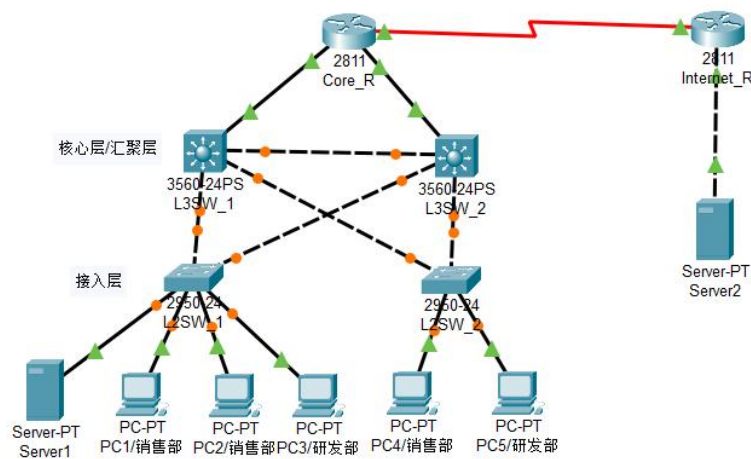 2811
Core_R
2811
Internet_R
核心层/汇聚层
3560-24PS
L3SW_1
3560-24PS
L3SW_2
接入层
2950-24
L2SW_1
2950-24
L2SW_2
Server-PT
Server2
Server-PT
Server1
PC-PT
PC1/销售部
PC-PT
PC2/销售部
PC-PT
PC3/研发部
PC-PT
PC4/销售部
PC-PT
PC5/研发部